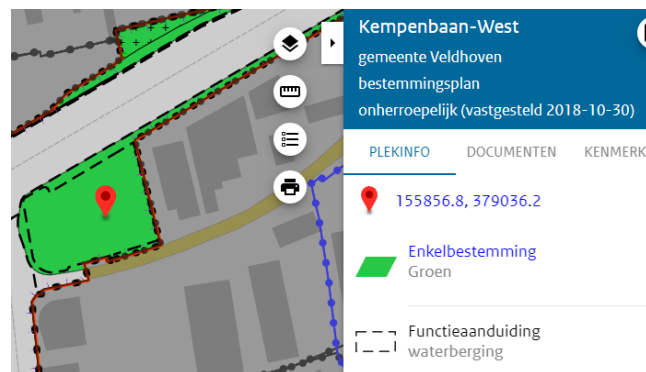 Kempenbaan-West
gemeente Veldhoven
bestemmingsplan
onherroepelijk (vastgesteld 2018-10-30)
PLEKINFO DOCUMENTEN KENMERK
155856.8, 379036.2
Enkelbestemming
Groen
Functieaanduiding
waterberging